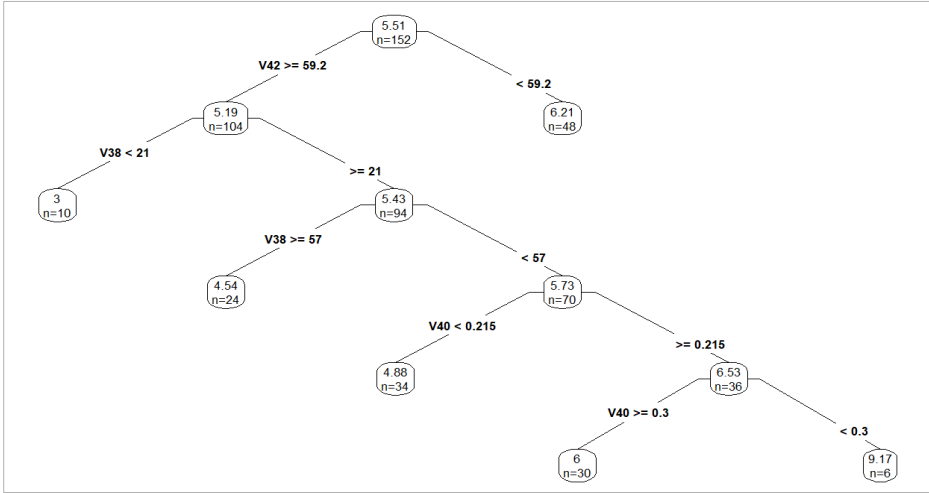 5.51
n=152
V42 >= 59.2
< 59.2
5.19
n=104
6.21
n=48
V38 < 21
>= 21
3
n=10
5.43
n=94
V38 >= 57
< 57
4.54
n=24
5.73
n=70
V40 < 0.215
>= 0.215
4.88
n=34
6.53
n=36
V40 >= 0.3
< 0.3
6
n=30
9.17
n=6